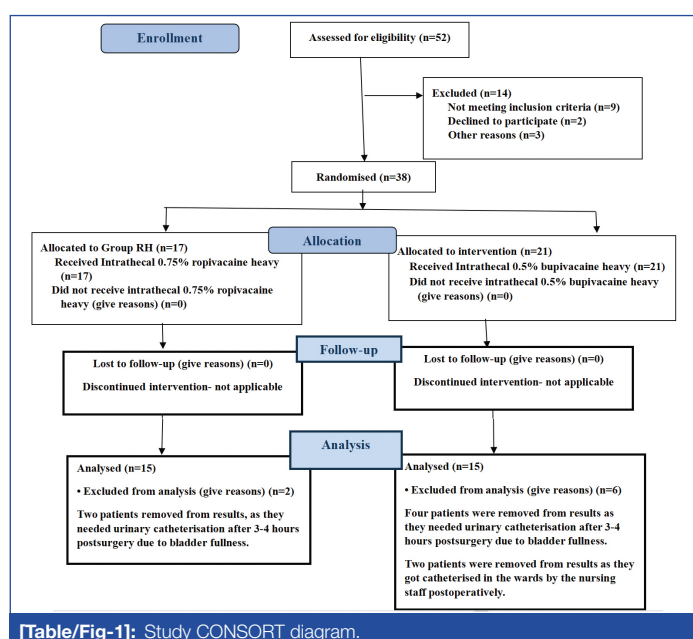 Enrollment
Assessed for eligibility (n=52)
Excluded (n=14)
Not meeting inclusion criteria (n=9)
Declined to participate (n=2)
Other reasons (n=3)
Randomised (n=38)
Allocation
Allocated to Group RH (n=17)
Received Intrathecal 0.75% ropivacaine heavy
(n=17)
Did not receive intrathecal 0.75% ropivacaine
heavy (give reasons) (n=0)
Allocated to intervention (n=21)
Received Intrathecal 0.5% bupivacaine heavy (n=21)
Did not receive intrathecal 0.5% bupivacaine heavy
(give reasons) (n=0)
Follow-up
Lost to follow-up (give reasons) (n=0)
Discontinued intervention- not applicable
Lost to follow-up (give reasons) (n=0)
Discontinued intervention- not applicable
Analysis
Analysed (n=15)
• Excluded from analysis (give reasons) (n=2)
Two patients removed from results, as they
needed urinary catheterisation after 3-4 hours
postsurgery due to bladder fullness.
Analysed (n=15)
• Excluded from analysis (give reasons) (n=6)
Four patients were removed from results as
they needed urinary catheterisation after 3-4
hours postsurgery due to bladder fullness.
Two patients were removed from results as they
got catheterised in the wards by the nursing
staff postoperatively.
[Table/Fig-1]: Study CONSORT diagram.